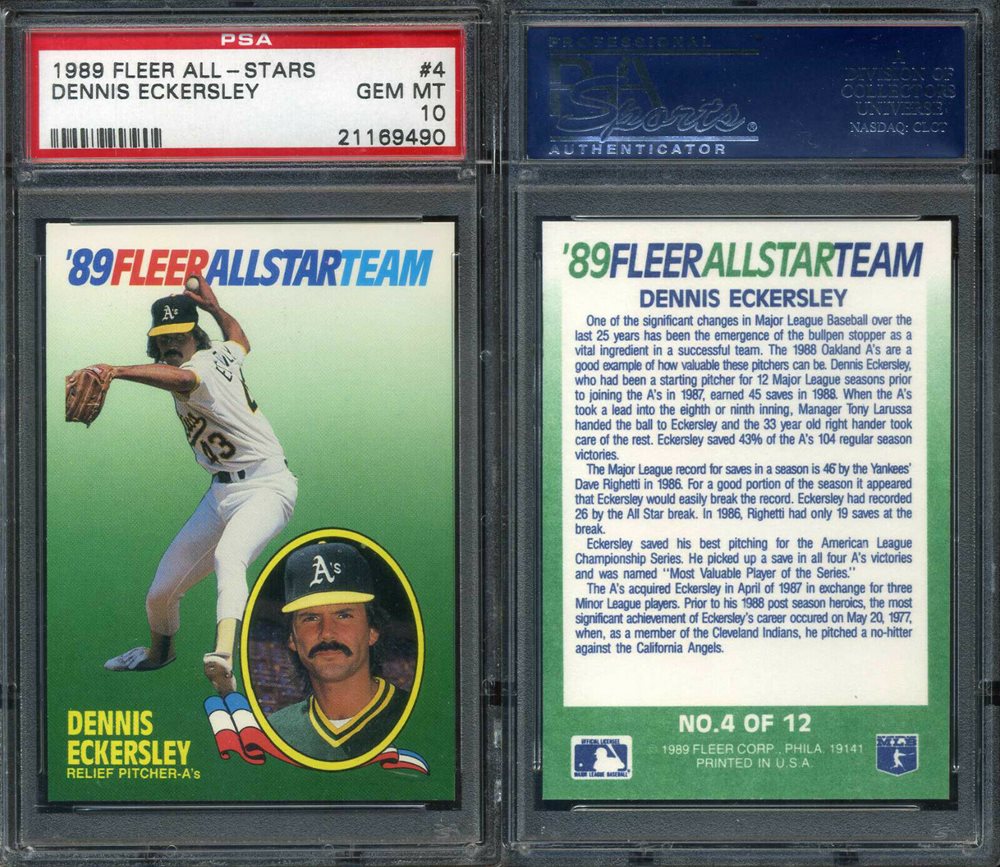 PSA
1989 FLEER ALL-STARS #4
DENNIS ECKERSLEY GEM MT
10
21169490
'89FLEERALLSTARTEAM
A's
43
A's
DENNIS
ECKERSLEY
RELIEF PITCHER-A's
PROFESSIONAL
PSA
Sports®
AUTHENTICATOR
A
DIVISION OF
COLLECTORS
UNIVERSE
NASDAQ: CLCT
'89FLEERALLSTARTEAM
DENNIS ECKERSLEY
One of the significant changes in Major League Baseball over the
last 25 years has been the emergence of the bullpen stopper as a
vital ingredient in a successful team. The 1988 Oakland A's are a
good example of how valuable these pitchers can be. Dennis Eckersley,
who had been a starting pitcher for 12 Major League seasons prior
to joining the A's in 1987, earned 45 saves in 1988. When the A's
took a lead into the eighth or ninth inning, Manager Tony Larussa
handed the ball to Eckersley and the 33 year old right hander took
care of the rest. Eckersley saved 43% of the A's 104 regular season
victories.
The Major League record for saves in a season is 46 by the Yankees'
Dave Righetti in 1986. For a good portion of the season it appeared
that Eckersley would easily break the record. Eckersley had recorded
26 by the All Star break. In 1986, Righetti had only 19 saves at the
break.
Eckersley saved his best pitching for the American League
Championship Series. He picked up a save in all four A's victories
and was named "Most Valuable Player of the Series."
The A's acquired Eckersley in April of 1987 in exchange for three
Minor League players. Prior to his 1988 post season heroics, the most
significant achievement of Eckersley's career occured on May 20, 1977,
when, as a member of the Cleveland Indians, he pitched a no-hitter
against the California Angels.
NO.4 OF 12
OFFICIAL LICENSEE
MAJOR LEAGUE BASEBALL
© 1989 FLEER CORP., PHILA. 19141
PRINTED IN U.S.A.